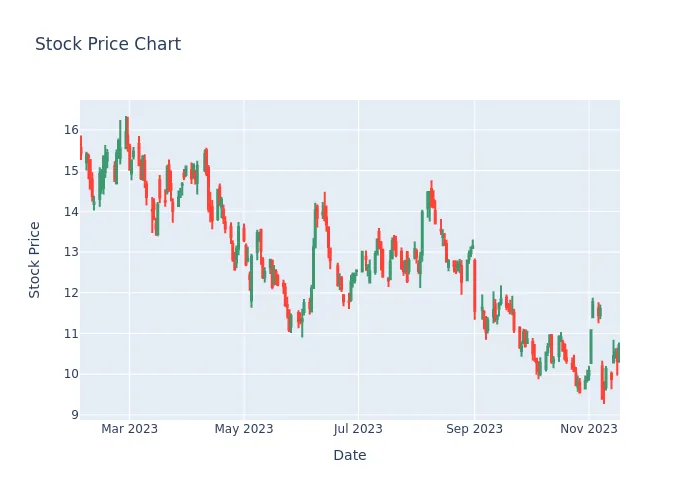 Stock Price Chart
Stock Price
16
15
14
13
12
11
10
9
Mar 2023
May 2023
Jul 2023
Sep 2023
Nov 2023
Date